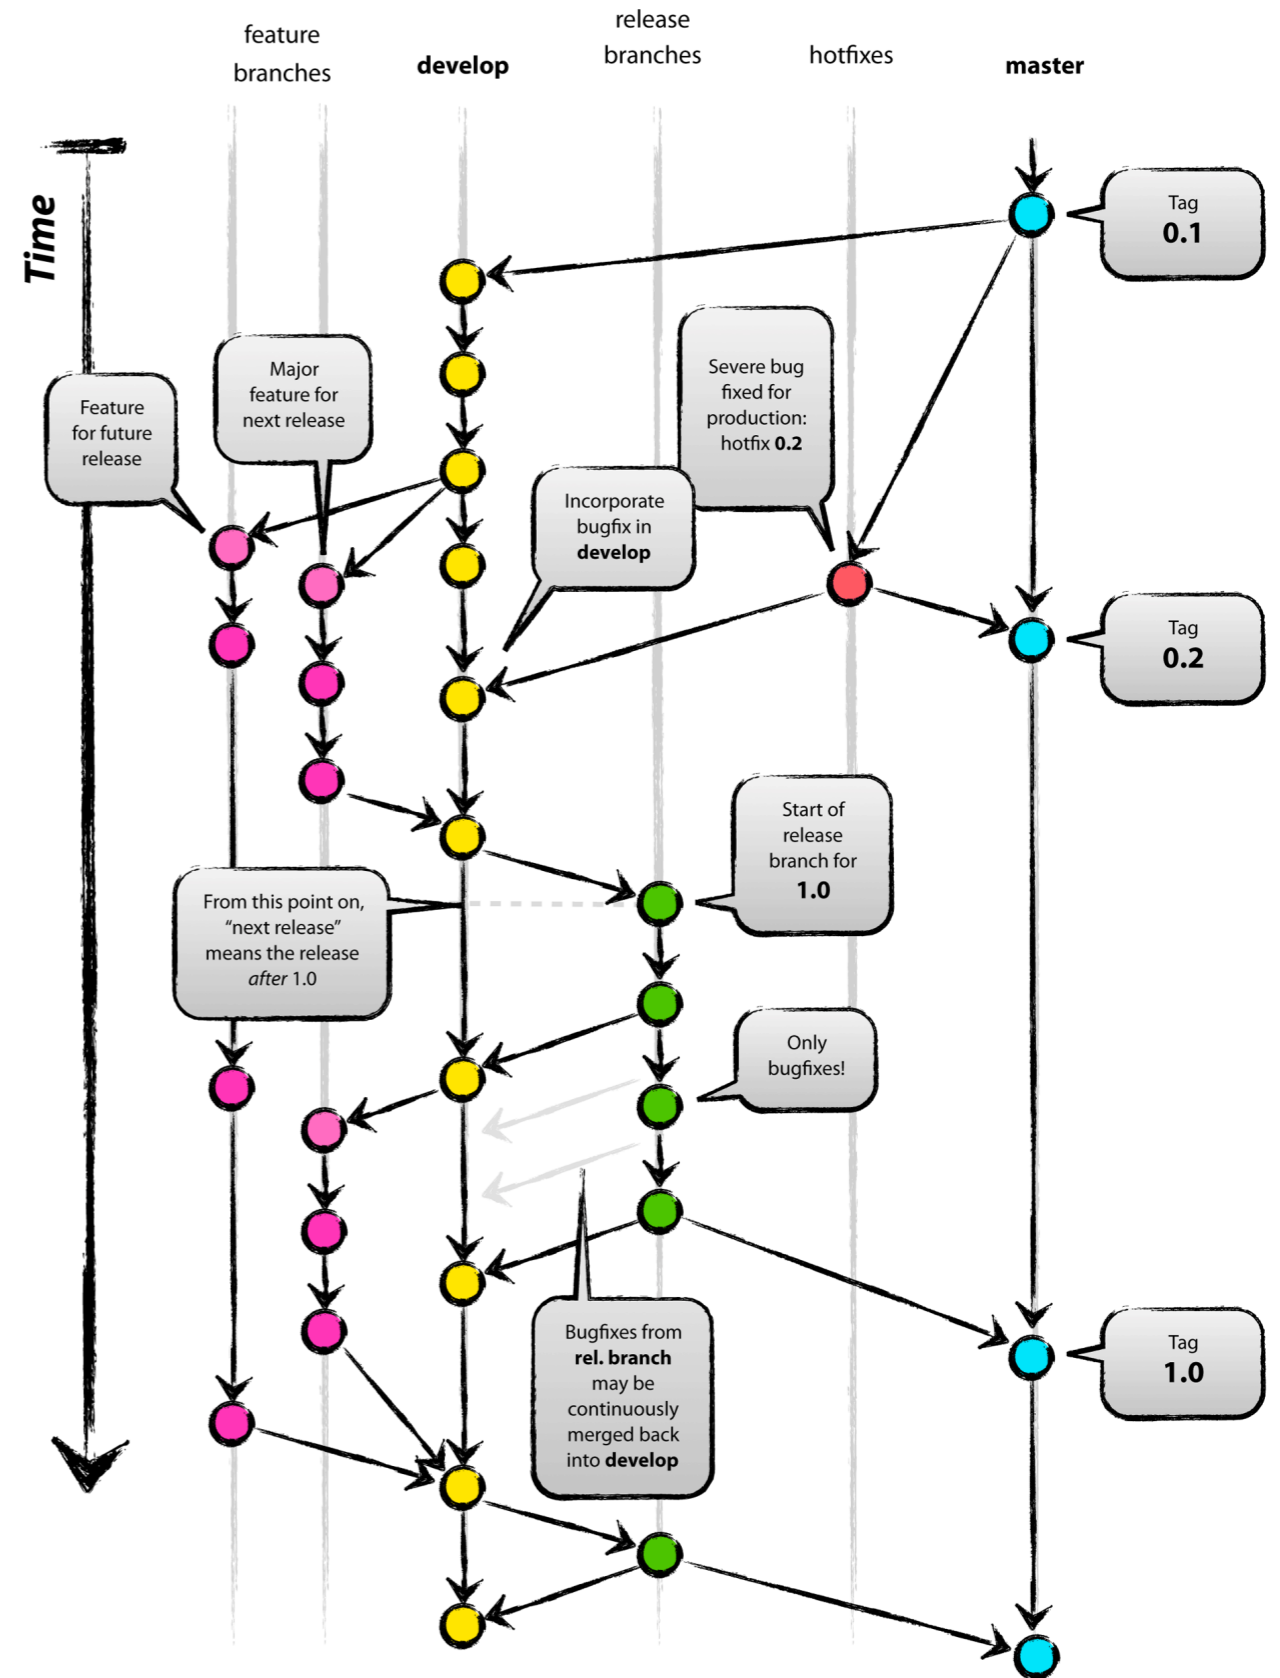 feature
branches
develop
release
branches
hotfixes
master
Time
Tag
0.1
Major
feature for
next release
Feature
for future
release
Severe bug
fixed for
production:
hotfix 0.2
Incorporate
bugfix in
develop
Tag
0.2
Start of
release
branch for
1.0
From this point on,
“next release”
means the release
after 1.0
Only
bugfixes!
Tag
1.0
Bugfixes from
rel. branch
may be
continuously
merged back
into develop